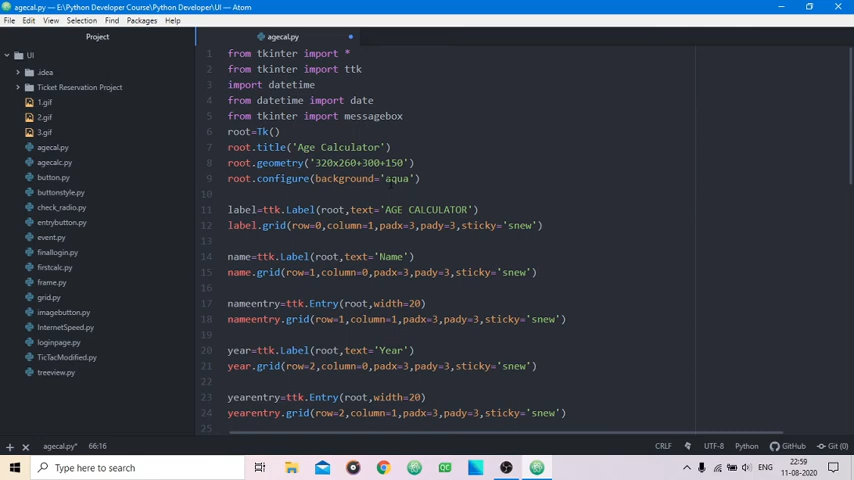 agecal.py — E:\Python Developer Course\Python Developer\UI — Atom
File Edit View Selection Find Packages Help
Project
agecal.py
UI
.idea
Ticket Reservation Project
1.gif
2.gif
3.gif
agecal.py
agecalc.py
button.py
buttonstyle.py
check_radio.py
entrybutton.py
event.py
finallogin.py
firstcalc.py
frame.py
grid.py
imagebutton.py
InternetSpeed.py
loginpage.py
TicTacModified.py
treeview.py
1 from tkinter import *
2 from tkinter import ttk
3 import datetime
4 from datetime import date
5 from tkinter import messagebox
6 root=Tk()
7 root.title('Age Calculator')
8 root.geometry('320x260+300+150')
9 root.configure(background='aqua')
10
11 label=ttk.Label(root,text='AGE CALCULATOR')
12 label.grid(row=0,column=1,padx=3,pady=3,sticky='snew')
13
14 name=ttk.Label(root,text='Name')
15 name.grid(row=1,column=0,padx=3,pady=3,sticky='snew')
16
17 nameentry=ttk.Entry(root,width=20)
18 nameentry.grid(row=1,column=1,padx=3,pady=3,sticky='snew')
19
20 year=ttk.Label(root,text='Year')
21 year.grid(row=2,column=0,padx=3,pady=3,sticky='snew')
22
23 yearentry=ttk.Entry(root,width=20)
24 yearentry.grid(row=2,column=1,padx=3,pady=3,sticky='snew')
25
agecal.py* 66:16 CRLF UTF-8 Python GitHub Git (0)
Type here to search
QC
ENG
22:59
11-08-2020